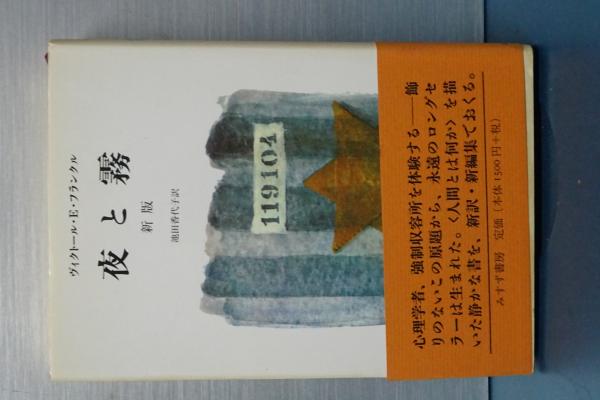 ヴィクトール・E・フランクル
夜と霧
新版
池田香代子訳
119104
心理学者、強制収容所を体験する——飾
りのないこの原題から、永遠のロングセ
ラーは生まれた。〈人間とは何か〉を描
いた静かな書を、新訳・新編集でおくる。
みすず書房 定価［本体1500円＋税］